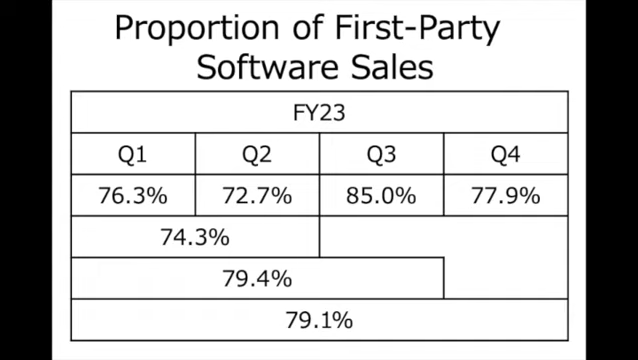 Proportion of First-Party
Software Sales
FY23
Q1 Q2 Q3 Q4
76.3% 72.7% 85.0% 77.9%
74.3%
79.4%
79.1%